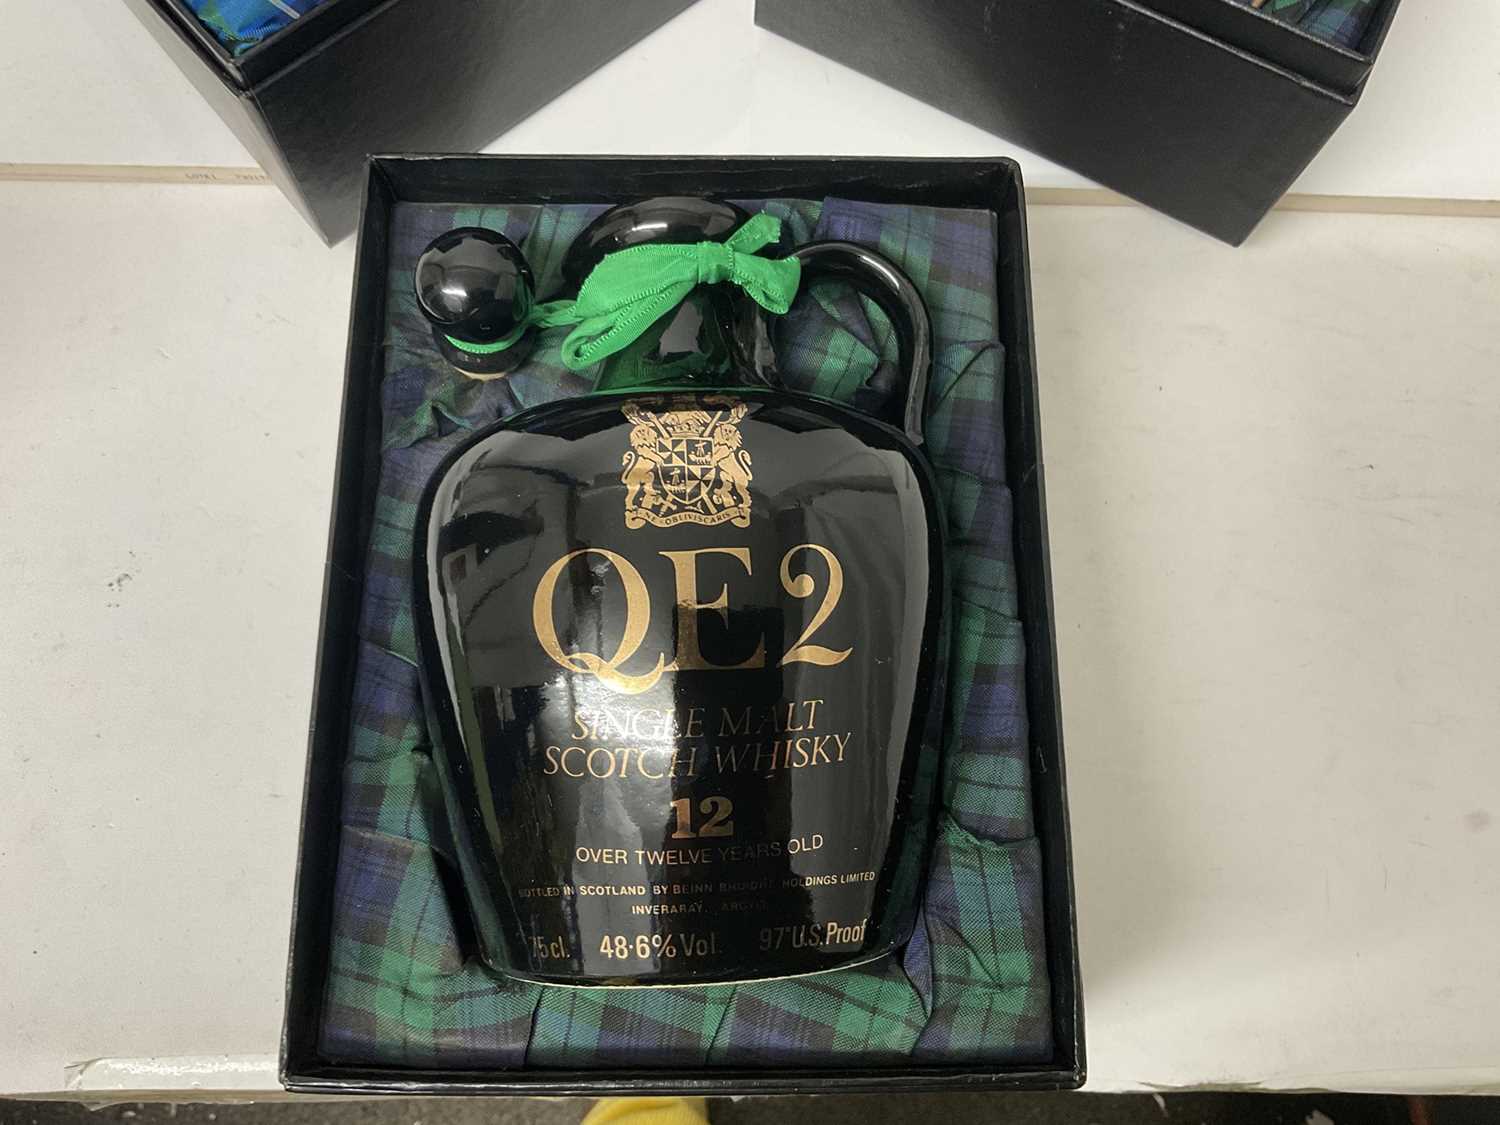 NE OBLIVISCARIS
QE2
SINGLE MALT
SCOTCH WHISKY
12
OVER TWELVE YEARS OLD
BOTTLED IN SCOTLAND BY BEINN BHUIDHE HOLDINGS LIMITED
INVERARAY, ARGYLL
75cl. 48·6% Vol. 97° U.S. Proof